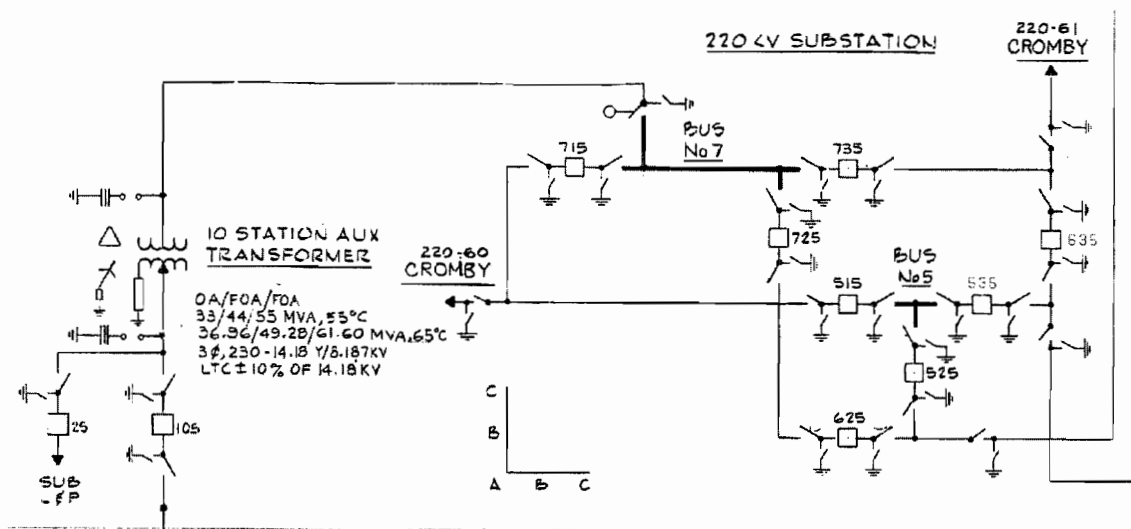 220 KV SUBSTATION
220-61
CROMBY
BUS
No 7
715
735
725
635
10 STATION AUX
TRANSFORMER
220-60
CROMBY
BUS
No 5
515
535
OA/FOA/FOA
33/44/55 MVA, 55°C
36.96/49.28/61.60 MVA, 65°C
3φ, 230-14.18 Y/8.187KV
LTC ± 10% OF 14.18 KV
525
C
B
A B C
625
25
105
SUB